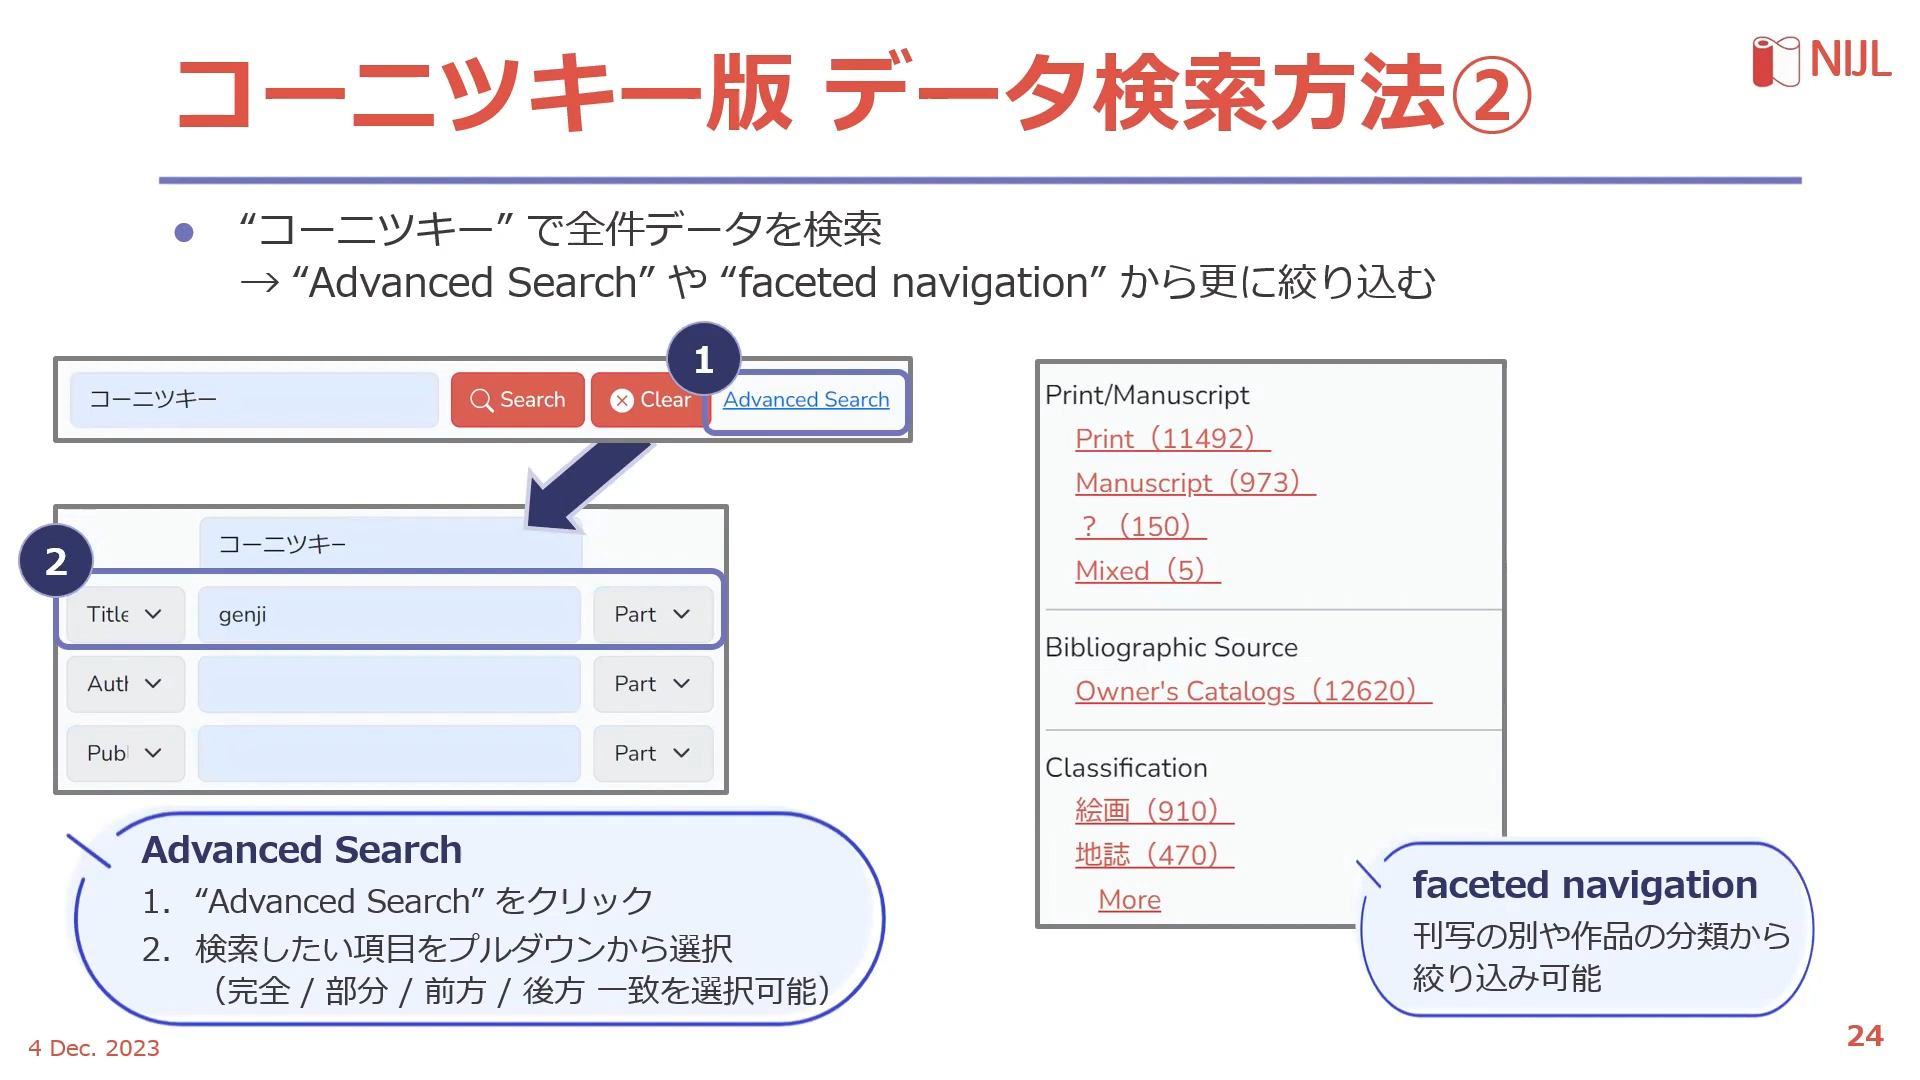 コーニツキー版 データ検索方法②
NIJL
● “コーニツキー” で全件データを検索
→ “Advanced Search” や “faceted navigation” から更に絞り込む
1
コーニツキー Search Clear Advanced Search
2
コーニツキー
Title genji Part
Auth Part
Publ Part
Advanced Search
1. “Advanced Search” をクリック
2. 検索したい項目をプルダウンから選択
（完全 / 部分 / 前方 / 後方 一致を選択可能）
Print/Manuscript
Print（11492）
Manuscript（973）
？（150）
Mixed（5）
Bibliographic Source
Owner's Catalogs（12620）
Classification
絵画（910）
地誌（470）
More
faceted navigation
刊写の別や作品の分類から
絞り込み可能
4 Dec. 2023
24